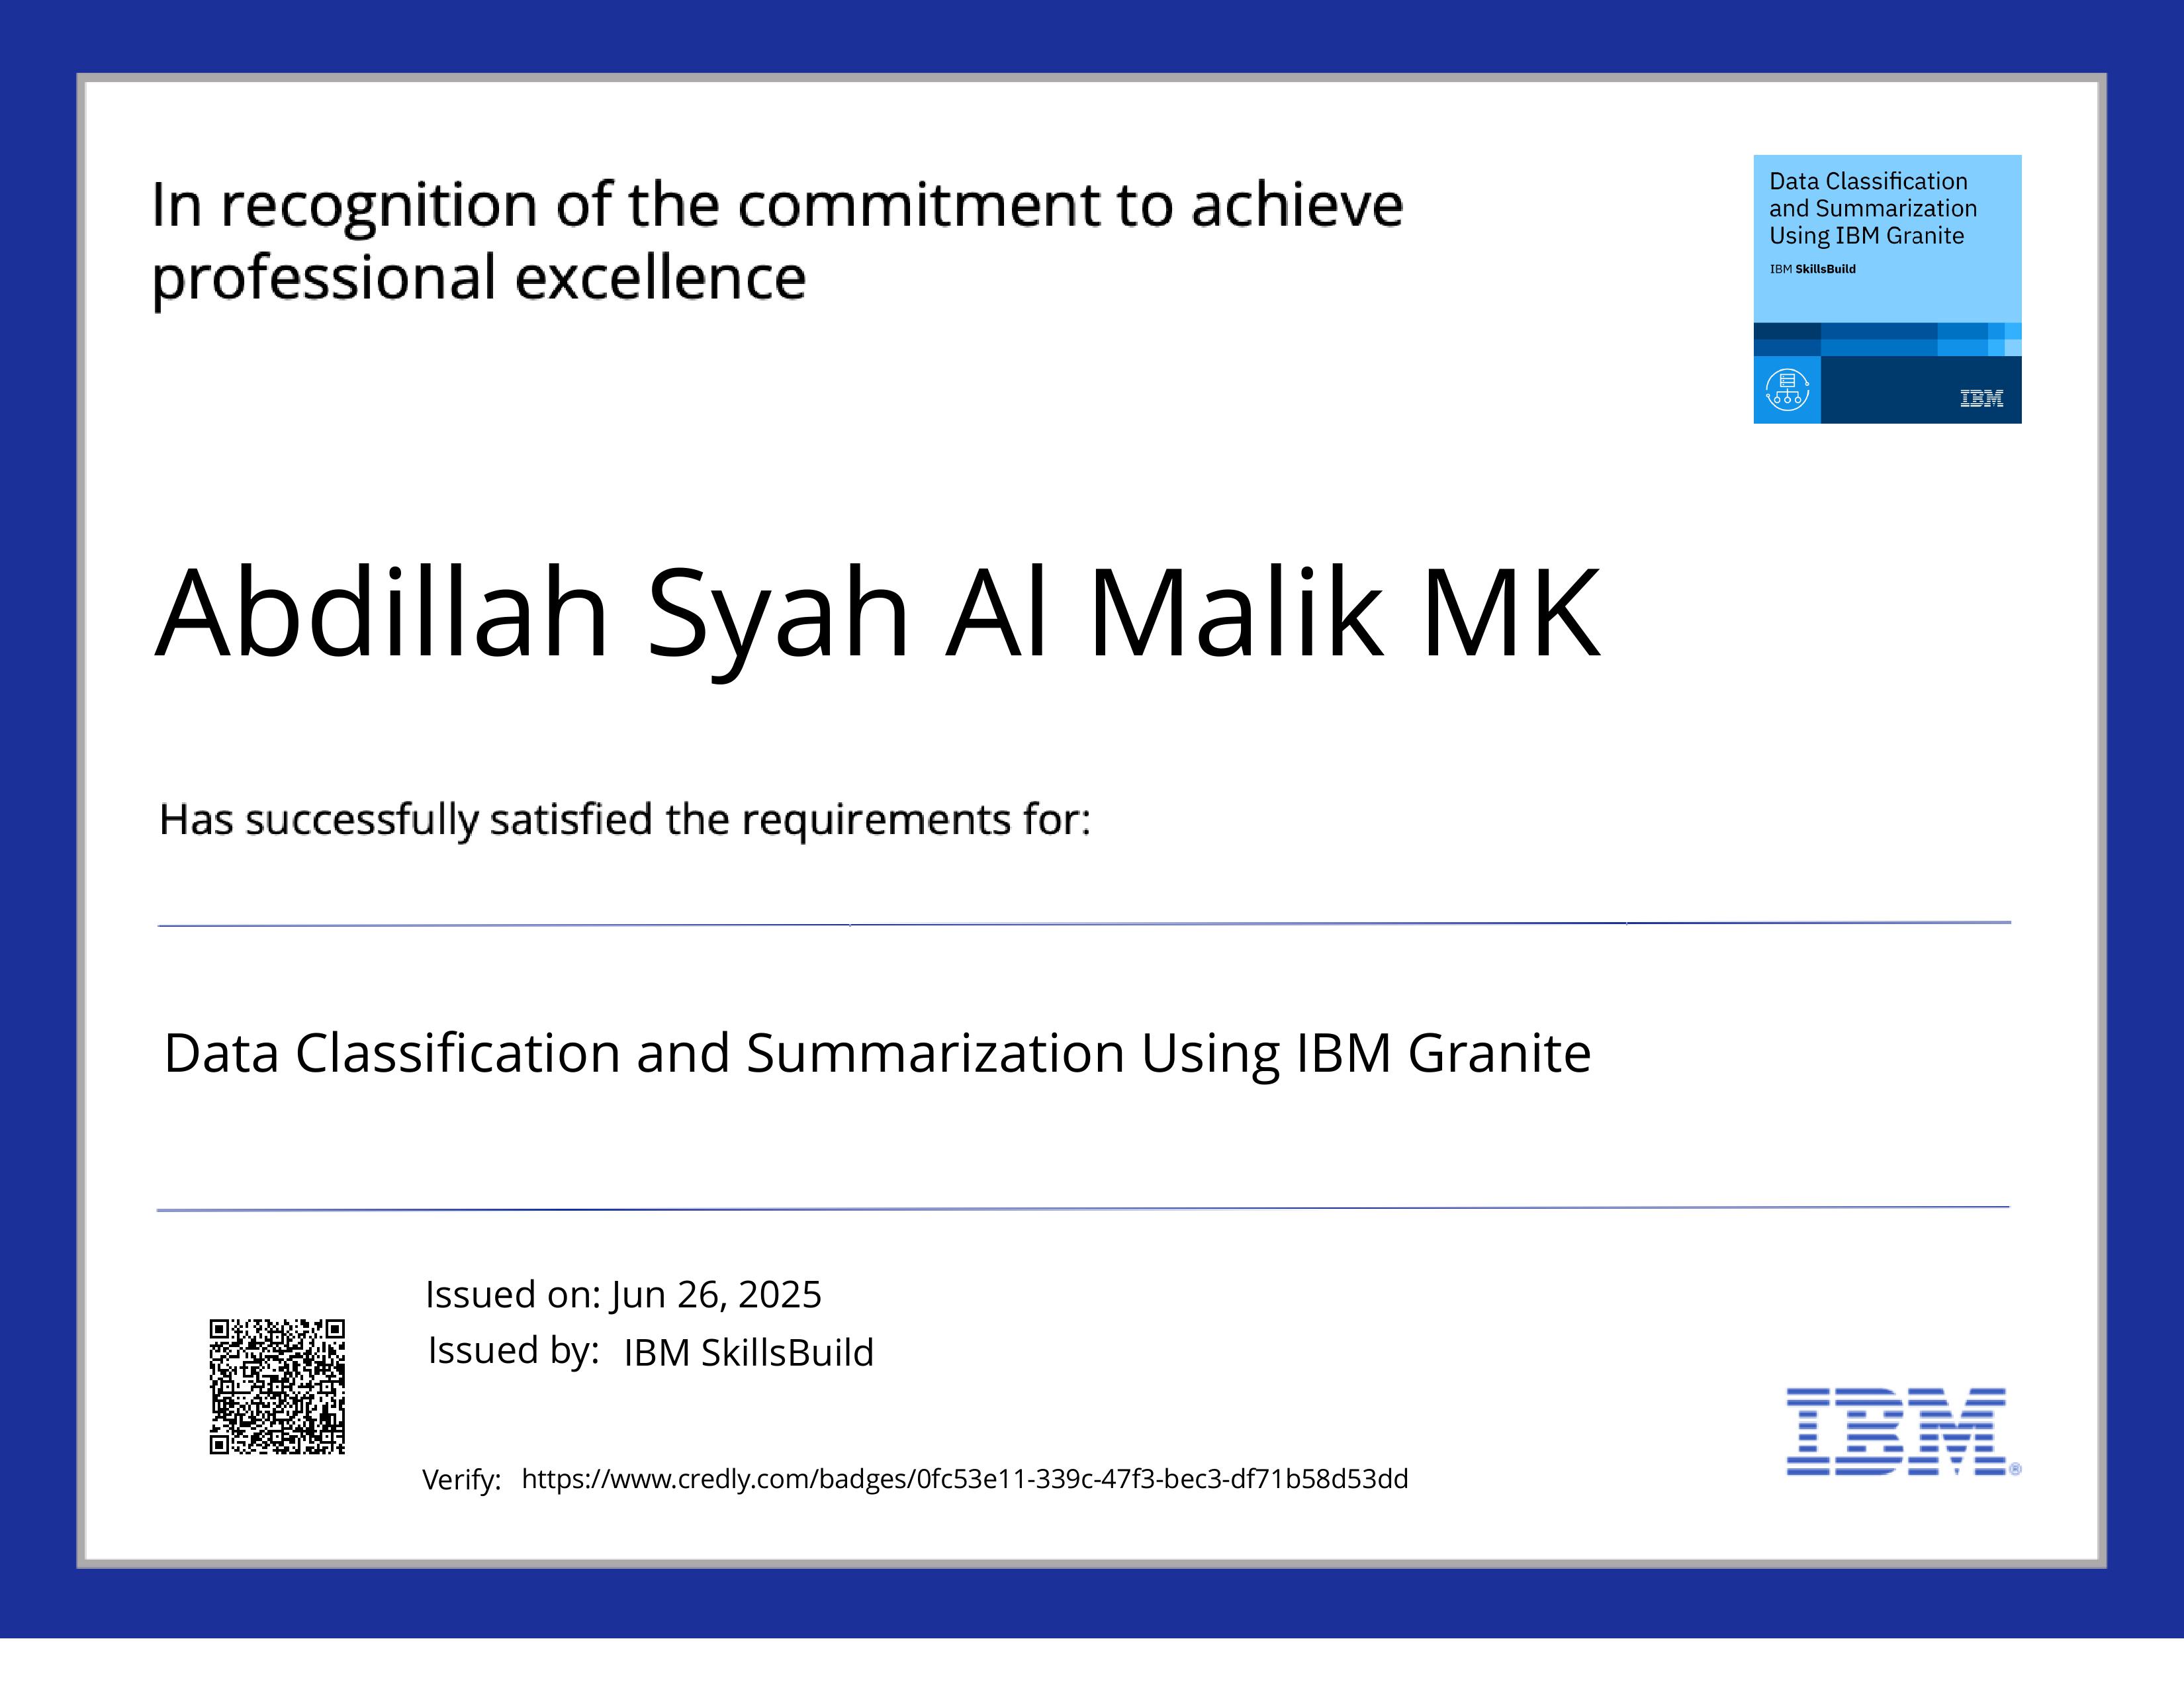 In recognition of the commitment to achieve
professional excellence
Data Classification
and Summarization
Using IBM Granite
IBM SkillsBuild
IBM
Abdillah Syah Al Malik MK
Has successfully satisfied the requirements for:
Data Classification and Summarization Using IBM Granite
Issued on: Jun 26, 2025
Issued by: IBM SkillsBuild
IBM®
Verify: https://www.credly.com/badges/0fc53e11-339c-47f3-bec3-df71b58d53dd